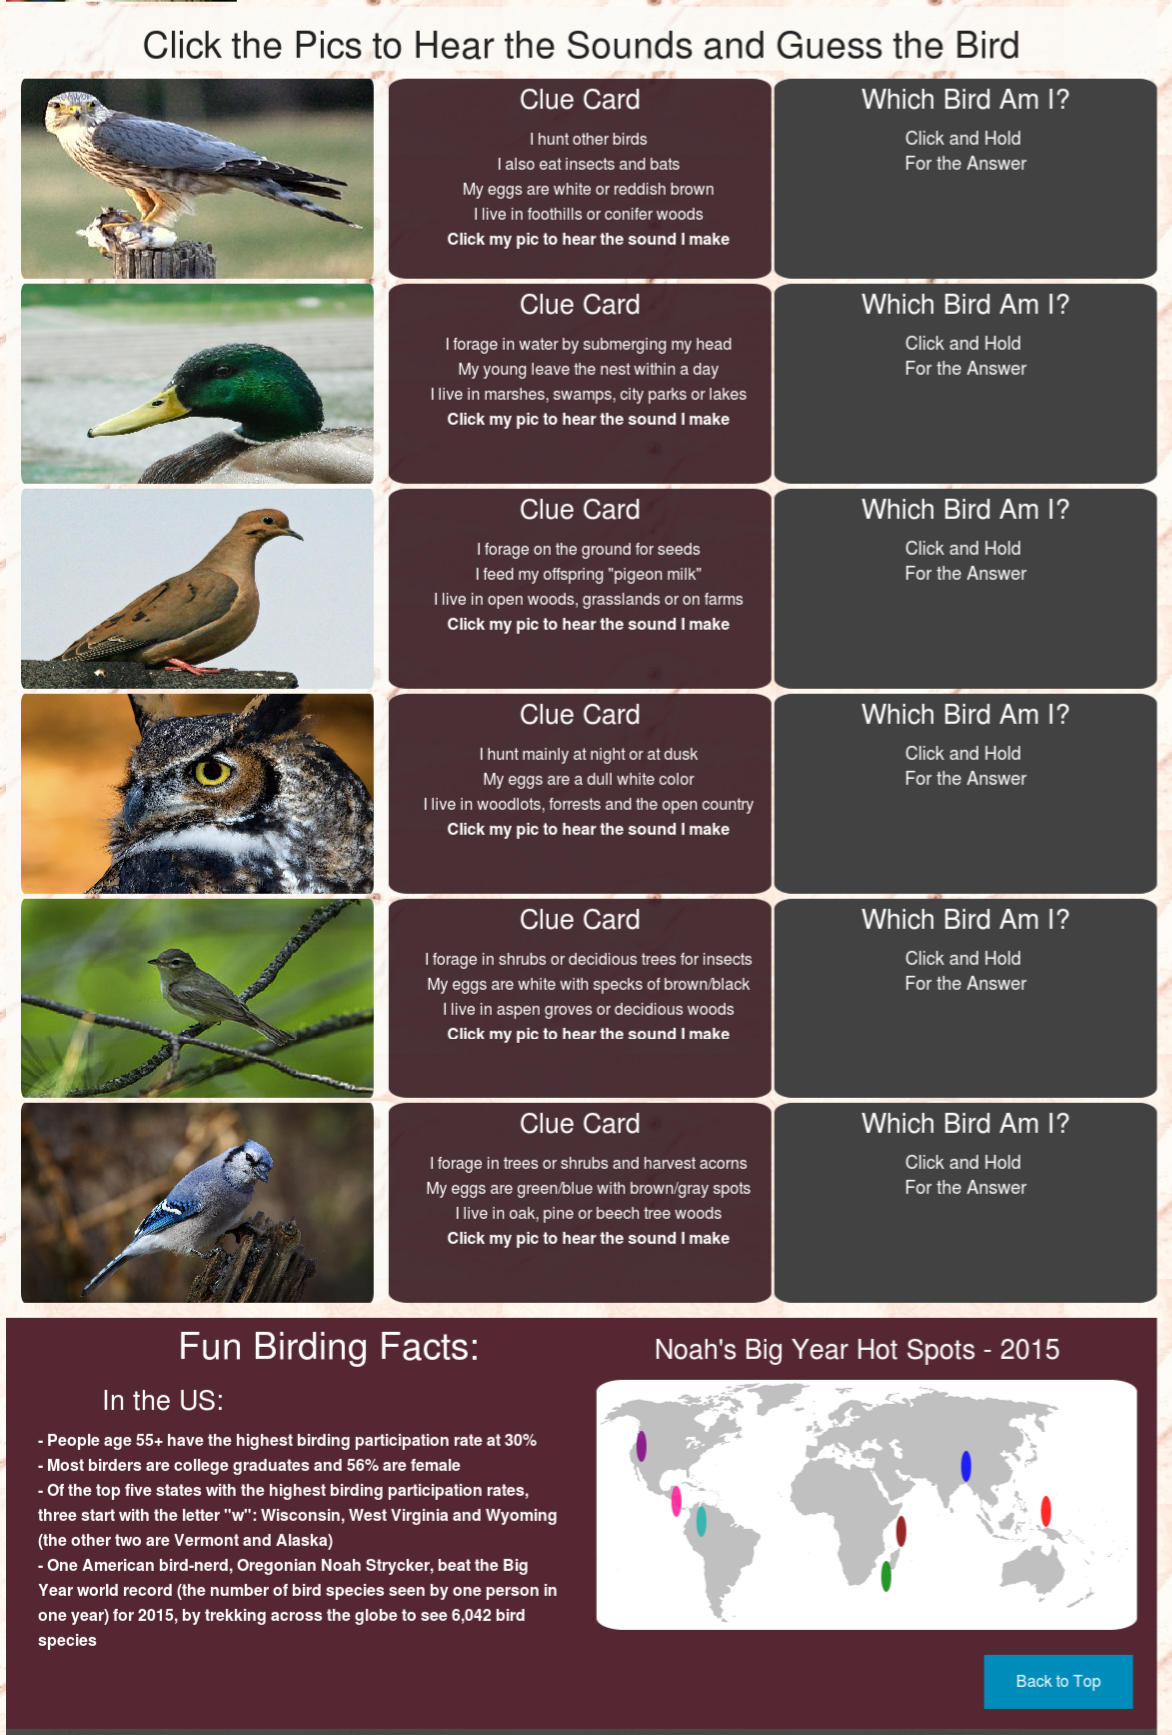 Click the Pics to Hear the Sounds and Guess the Bird
Clue Card
I hunt other birds
I also eat insects and bats
My eggs are white or reddish brown
I live in foothills or conifer woods
Click my pic to hear the sound I make
Which Bird Am I?
Click and Hold
For the Answer
Clue Card
I forage in water by submerging my head
My young leave the nest within a day
I live in marshes, swamps, city parks or lakes
Click my pic to hear the sound I make
Which Bird Am I?
Click and Hold
For the Answer
Clue Card
I forage on the ground for seeds
I feed my offspring "pigeon milk"
I live in open woods, grasslands or on farms
Click my pic to hear the sound I make
Which Bird Am I?
Click and Hold
For the Answer
Clue Card
I hunt mainly at night or at dusk
My eggs are a dull white color
I live in woodlots, forrests and the open country
Click my pic to hear the sound I make
Which Bird Am I?
Click and Hold
For the Answer
Clue Card
I forage in shrubs or decidious trees for insects
My eggs are white with specks of brown/black
I live in aspen groves or decidious woods
Click my pic to hear the sound I make
Which Bird Am I?
Click and Hold
For the Answer
Clue Card
I forage in trees or shrubs and harvest acorns
My eggs are green/blue with brown/gray spots
I live in oak, pine or beech tree woods
Click my pic to hear the sound I make
Which Bird Am I?
Click and Hold
For the Answer
Fun Birding Facts:
In the US:
- People age 55+ have the highest birding participation rate at 30%
- Most birders are college graduates and 56% are female
- Of the top five states with the highest birding participation rates,
three start with the letter "w": Wisconsin, West Virginia and Wyoming
(the other two are Vermont and Alaska)
- One American bird-nerd, Oregonian Noah Strycker, beat the Big
Year world record (the number of bird species seen by one person in
one year) for 2015, by trekking across the globe to see 6,042 bird
species
Noah's Big Year Hot Spots - 2015
Back to Top